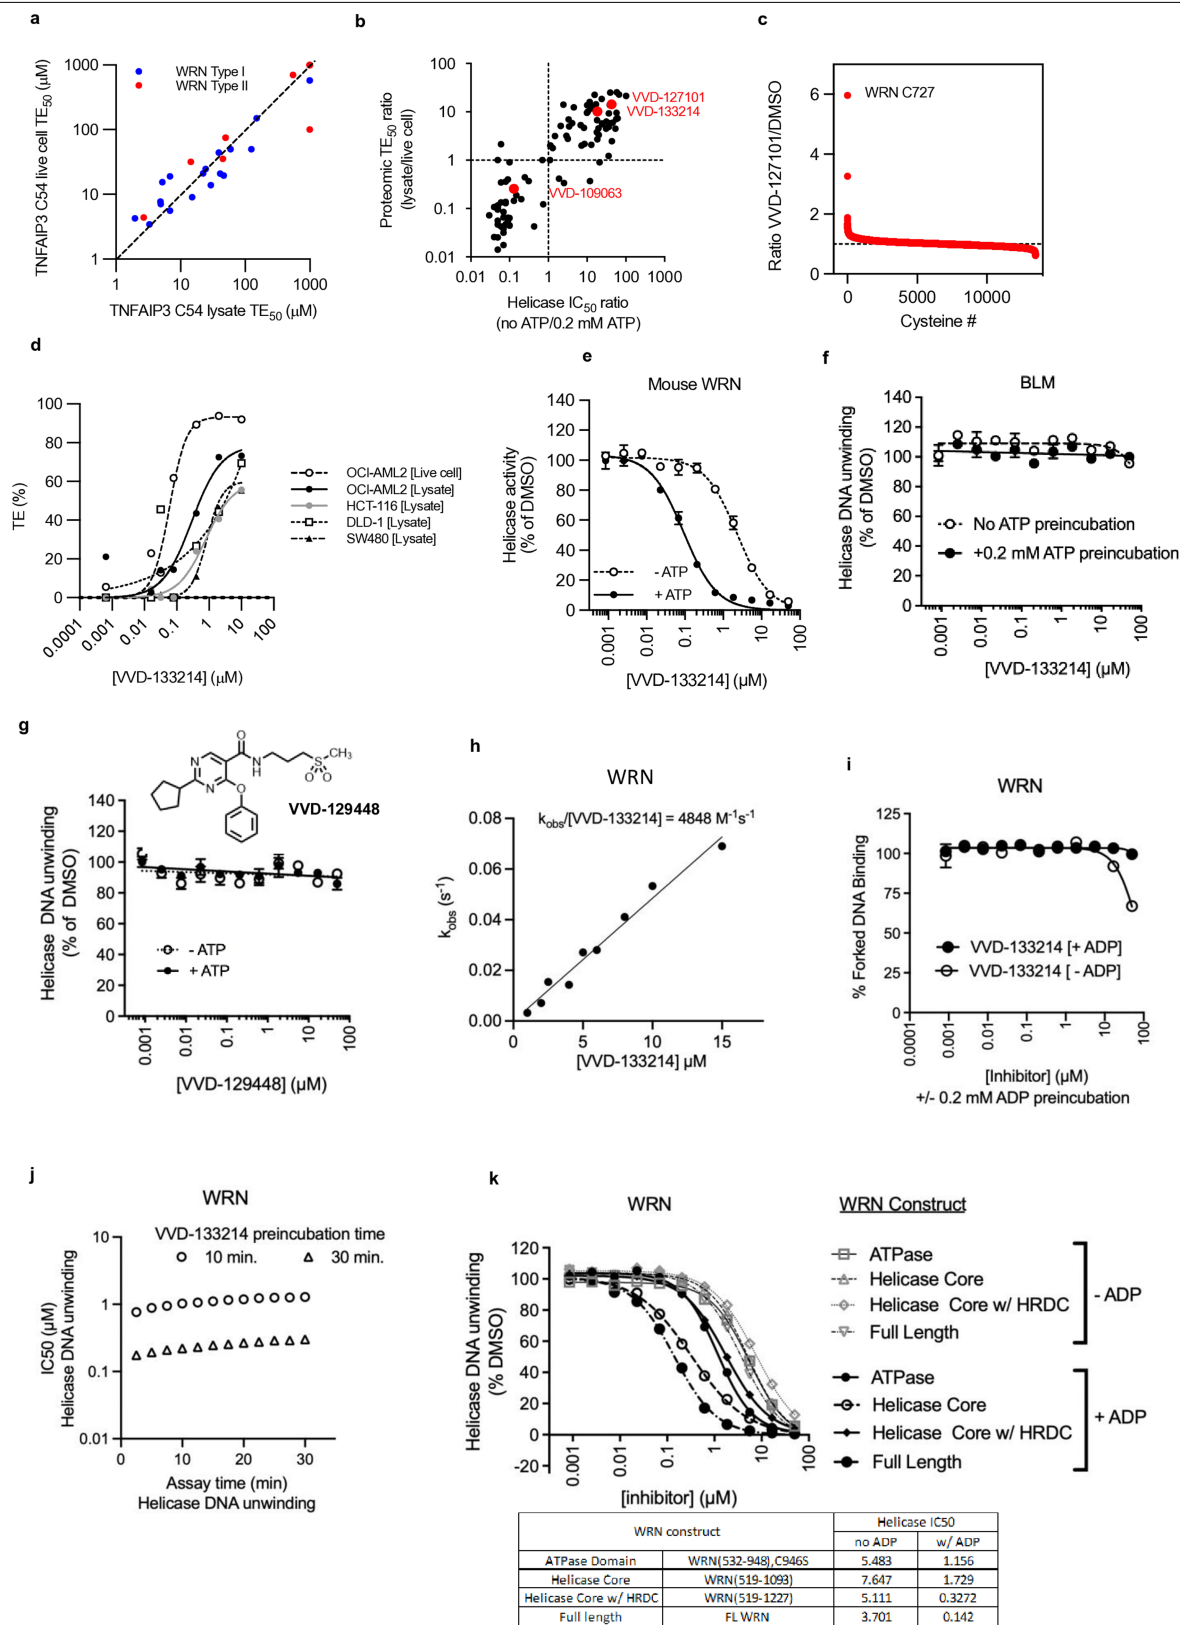 a
TNFAIP3 C54 live cell TE50 (µM)
1000
100
10
1
WRN Type I
WRN Type II
1
10
100
1000
TNFAIP3 C54 lysate TE50 (µM)
b
Proteomic TE50 ratio
(lysate/live cell)
100
10
1
0.1
0.01
VVD-127101
VVD-133214
VVD-109063
0.01
0.1
1
10
100
1000
Helicase IC50 ratio
(no ATP/0.2 mM ATP)
c
Ratio VVD-127101/DMSO
6
4
2
0
WRN C727
0
5000
10000
Cysteine #
d
TE (%)
100
80
60
40
20
0
0.0001
0.001
0.01
0.1
1
10
100
[VVD-133214] (µM)
OCI-AML2 [Live cell]
OCI-AML2 [Lysate]
HCT-116 [Lysate]
DLD-1 [Lysate]
SW480 [Lysate]
e
Mouse WRN
Helicase activity
(% of DMSO)
140
120
100
80
60
40
20
0
- ATP
+ ATP
0.001
0.01
0.1
1
10
100
[VVD-133214] (µM)
f
BLM
Helicase DNA unwinding
(% of DMSO)
140
120
100
80
60
40
20
0
No ATP preincubation
+0.2 mM ATP preincubation
0.001
0.01
0.1
1
10
100
[VVD-133214] (µM)
g
O
N
N
N
H
O
S
O
O
CH3
VVD-129448
Helicase DNA unwinding
(% of DMSO)
140
120
100
80
60
40
20
0
- ATP
+ ATP
0.001
0.01
0.1
1
10
100
[VVD-129448] (µM)
h
WRN
kobs/[VVD-133214] = 4848 M-1s-1
kobs (s-1)
0.08
0.06
0.04
0.02
0.00
0
5
10
15
[VVD-133214] µM
i
WRN
% Forked DNA Binding
125
100
75
50
25
0
VVD-133214 [+ ADP]
VVD-133214 [ - ADP]
0.0001
0.001
0.01
0.1
1
10
100
[Inhibitor] (µM)
+/- 0.2 mM ADP preincubation
j
WRN
VVD-133214 preincubation time
10 min.
30 min.
IC50 (µM)
Helicase DNA unwinding
10
1
0.1
0.01
0
10
20
30
Assay time (min)
Helicase DNA unwinding
k
WRN
Helicase DNA unwinding
(% DMSO)
120
100
80
60
40
20
0
-20
0.001
0.01
0.1
1
10
100
[inhibitor] (µM)
WRN Construct
ATPase
Helicase Core
Helicase Core w/ HRDC
Full Length
- ADP
ATPase
Helicase Core
Helicase Core w/ HRDC
Full Length
+ ADP
WRN construct Helicase IC50
no ADP w/ ADP
ATPase Domain WRN(532-948),C946S 5.483 1.156
Helicase Core WRN(519-1093) 7.647 1.729
Helicase Core w/ HRDC WRN(519-1227) 5.111 0.3272
Full length FL WRN 3.701 0.142